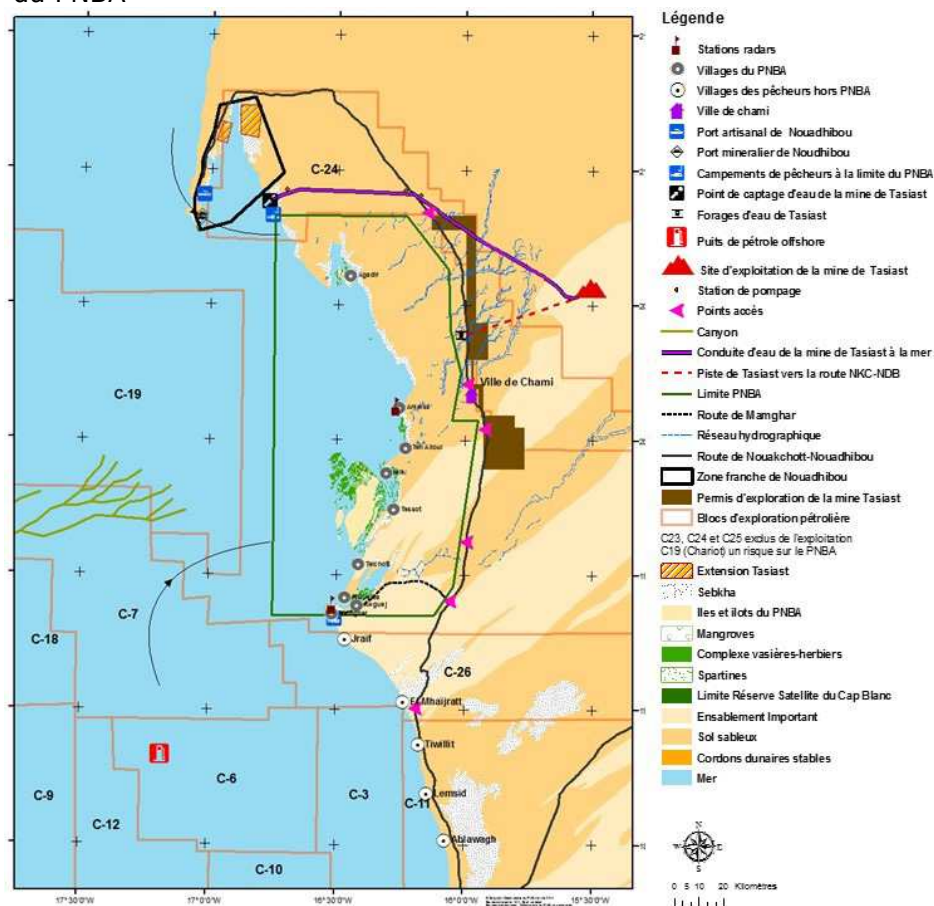 du PNBA
Légende
Stations radars
Villages du PNBA
Villages des pêcheurs hors PNBA
Ville de chami
Port artisanal de Nouadhibou
Port mineralier de Noudhibou
Campements de pêcheurs à la limite du PNBA
Point de captage d'eau de la mine de Tasiast
Forages d'eau de Tasiast
Puits de pétrole offshore
Site d'exploitation de la mine de Tasiast
Station de pompage
Points accés
Canyon
Conduite d'eau de la mine de Tasiast à la mer
Piste de Tasiast vers la route NKC-NDB
Limite PNBA
Route de Mamghar
Réseau hydrographique
Route de Nouakchott-Nouadhibou
Zone franche de Nouadhibou
Permis d'exploration de la mine Tasiast
Blocs d'exploration pétrolière
C23, C24 et C25 exclus de l'exploitation
C19 (Chariot) un risque sur le PNBA
Extension Tasiast
Sebkha
Iles et ilots du PNBA
Mangroves
Complexe vasières-herbiers
Spartines
Limite Réserve Satellite du Cap Blanc
Ensablement Important
Sol sableux
Cordons dunaires stables
Mer
N
W
E
S
0 5 10 20 Kilomètres
C-24
Agadir
C-19
Ville de Chami
Tessot
C-7
C-18
Jraif
C-26
El Mhaijratt
Tiwillit
C-6
C-9
C-3
C-12
Lemsid
C-11
Ablawagh
C-10
17°30'0"W
17°0'0"W
16°30'0"W
16°0'0"W
15°30'0"W